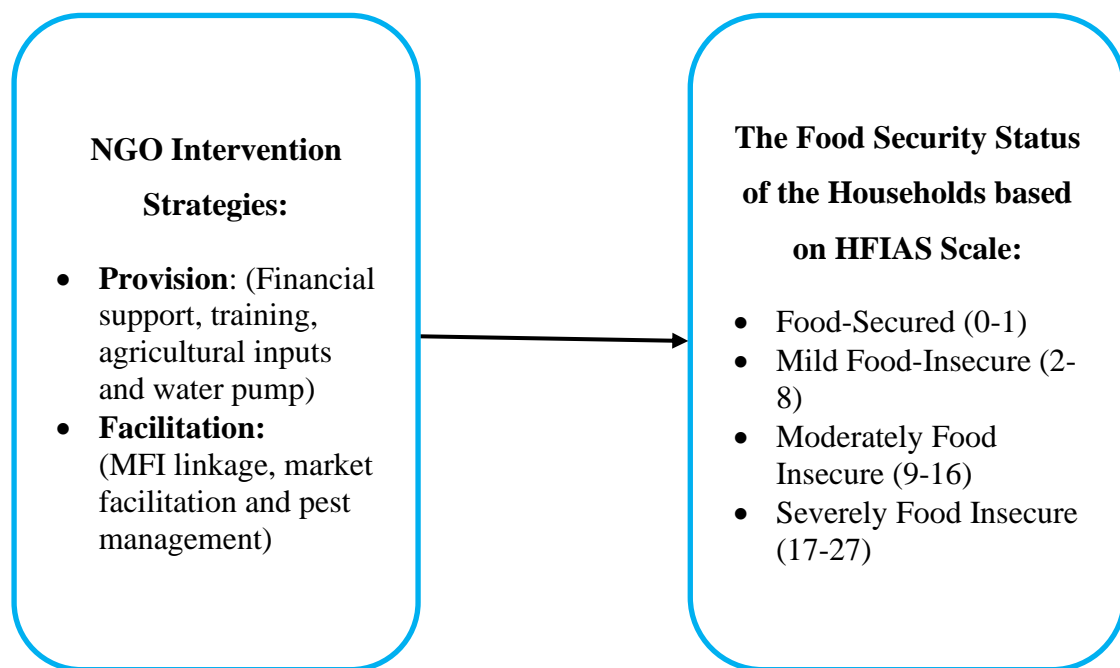 NGO Intervention
Strategies:
• Provision: (Financial
support, training,
agricultural inputs
and water pump)
• Facilitation:
(MFI linkage, market
facilitation and pest
management)
The Food Security Status
of the Households based
on HFIAS Scale:
• Food-Secured (0-1)
• Mild Food-Insecure (2-
8)
• Moderately Food
Insecure (9-16)
• Severely Food Insecure
(17-27)